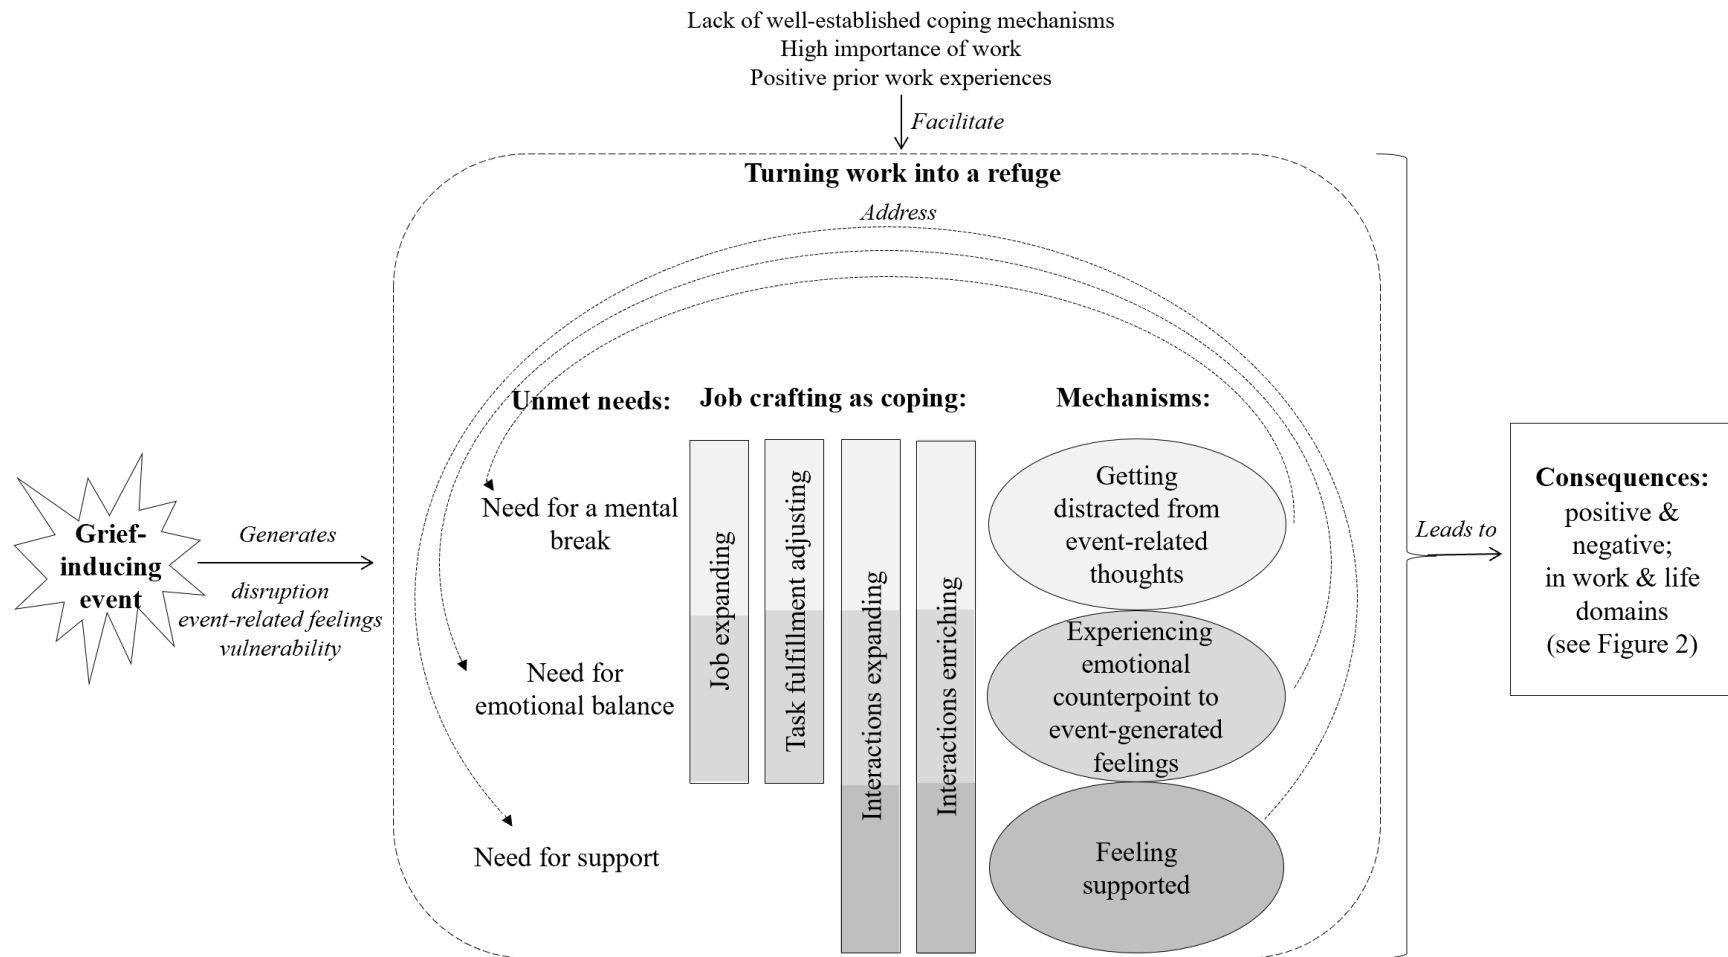 Lack of well-established coping mechanisms
High importance of work
Positive prior work experiences
Facilitate
Turning work into a refuge
Address
Unmet needs:
Job crafting as coping:
Mechanisms:
Grief-
inducing
event
Generates
disruption
event-related feelings
vulnerability
Need for a mental
break
Need for
emotional balance
Need for support
Job expanding
Task fulfillment adjusting
Interactions expanding
Interactions enriching
Getting
distracted from
event-related
thoughts
Experiencing
emotional
counterpoint to
event-generated
feelings
Feeling
supported
Leads to
Consequences:
positive &
negative;
in work & life
domains
(see Figure 2)